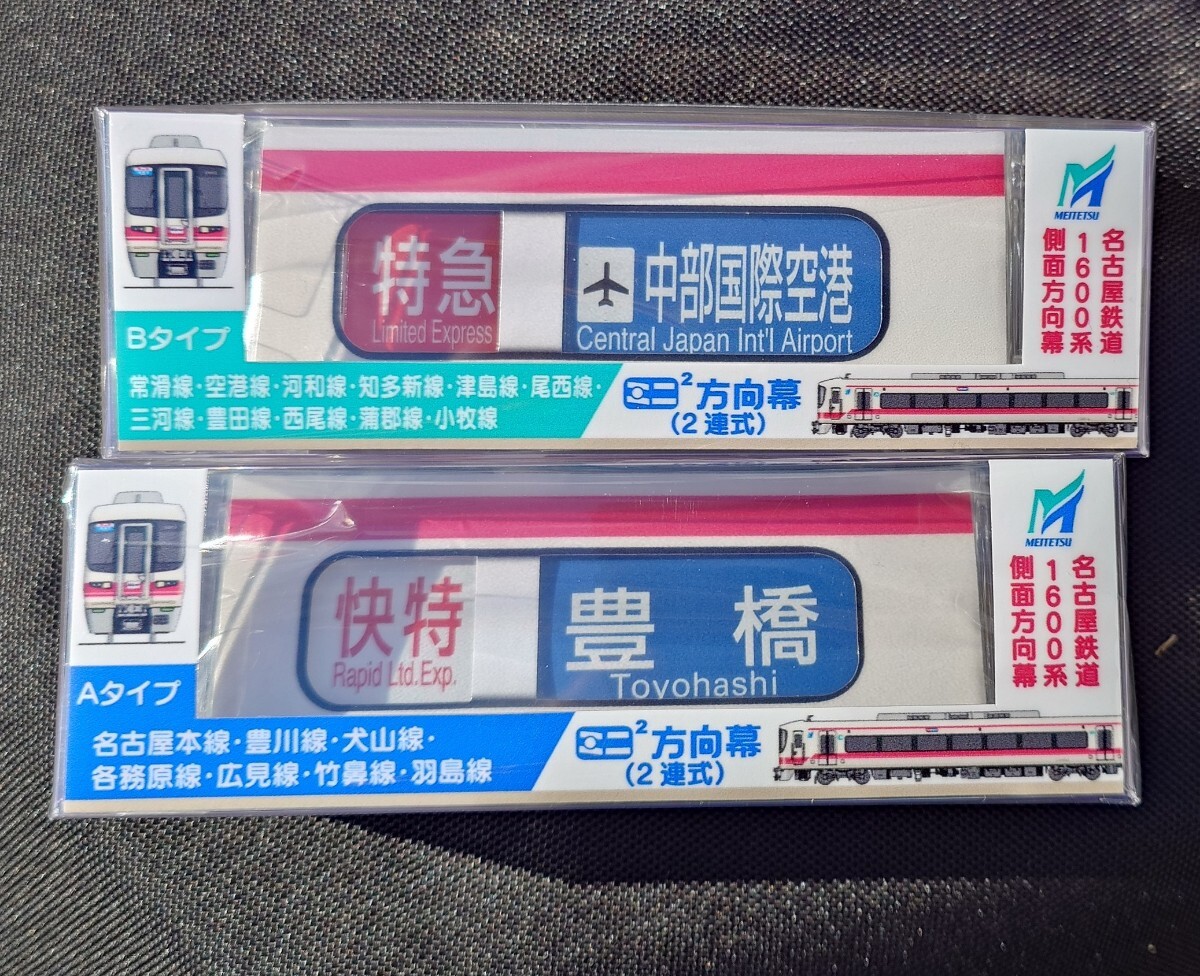 特急
Limited Express
中部国際空港
Central Japan Int'l Airport
MEITETSU
名古屋鉄道
1600系
側面方向幕
Bタイプ
常滑線・空港線・河和線・知多新線・津島線・尾西線・
三河線・豊田線・西尾線・蒲郡線・小牧線
2方向幕
(2連式)
快特
Rapid Ltd.Exp.
豊橋
Toyohashi
MEITETSU
名古屋鉄道
1600系
側面方向幕
Aタイプ
名古屋本線・豊川線・犬山線・
各務原線・広見線・竹鼻線・羽島線
2方向幕
(2連式)